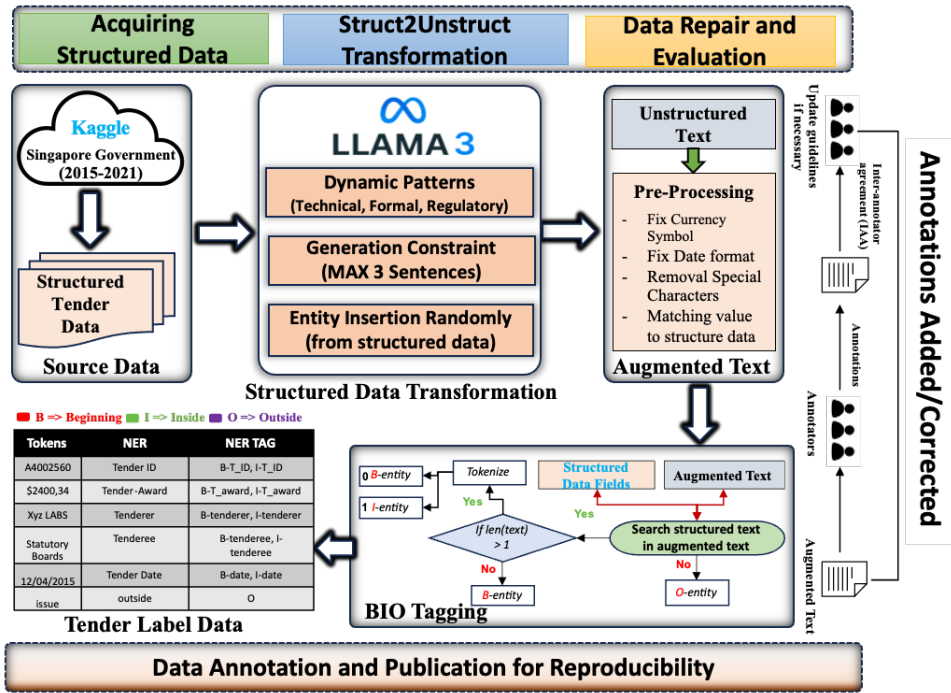 Acquiring
Structured Data
Struct2Unstruct
Transformation
Data Repair and
Evaluation
Kaggle
Singapore Government
(2015-2021)
Structured
Tender
Data
Source Data
LLAMA 3
Dynamic Patterns
(Technical, Formal, Regulatory)
Generation Constraint
(MAX 3 Sentences)
Entity Insertion Randomly
(from structured data)
Structured Data Transformation
Unstructured
Text
Pre-Processing
- Fix Currency
Symbol
- Fix Date format
- Removal Special
Characters
- Matching value
to structure data
Augmented Text
Update guidelines
if necessary
Inter-annotator
agreement (IAA)
Annotations
Annotators
Augmented Text
Annotations Added/Corrected
B => Beginning I => Inside O => Outside
Tokens NER NER TAG
A4002560 Tender ID B-T_ID, I-T_ID
$2400,34 Tender-Award B-T_award, I-T_award
Xyz LABS Tenderer B-tenderer, I-tenderer
Statutory
Boards
Tenderee
B-tenderee, I-
tenderee
12/04/2015 Tender Date B-date, I-date
issue outside O
Tender Label Data
0 B-entity
1 I-entity
Tokenize
Yes
If len(text)
> 1
No
B-entity
Structured
Data Fields
Augmented Text
Yes
Search structured text
in augmented text
No
O-entity
BIO Tagging
Data Annotation and Publication for Reproducibility